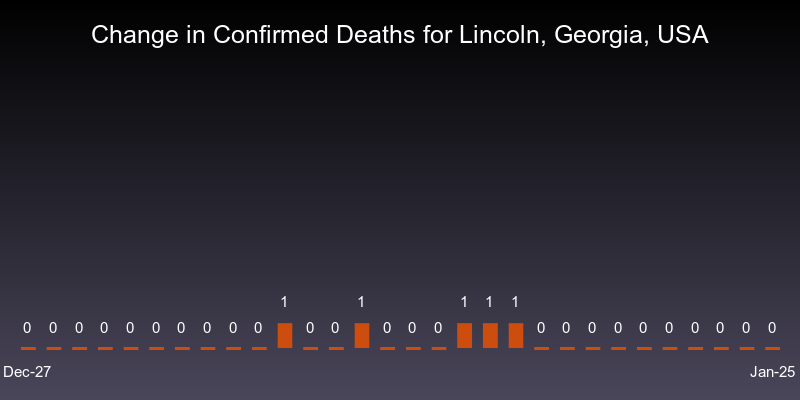 Change in Confirmed Deaths for Lincoln, Georgia, USA
1 1 1 1 1
0 0 0 0 0 0 0 0 0 0 0 0 0 0 0 0 0 0 0 0 0 0 0 0 0
Dec-27 Jan-25